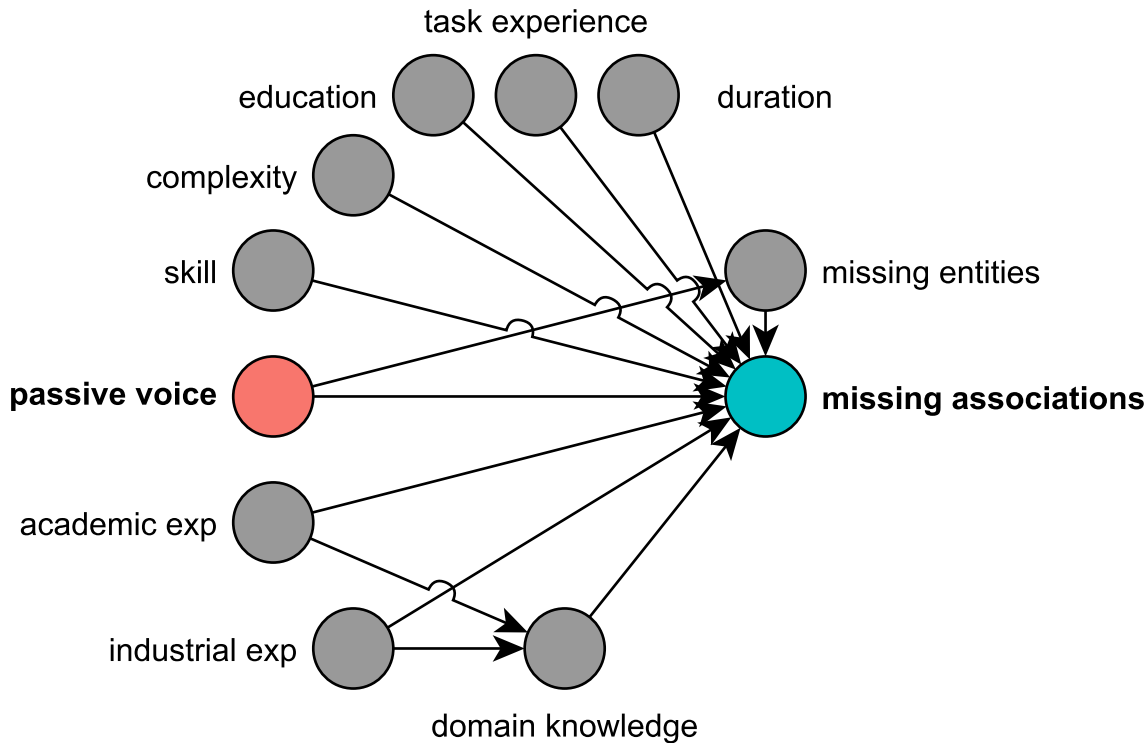 task experience
education
duration
complexity
skill
missing entities
passive voice
missing associations
academic exp
industrial exp
domain knowledge